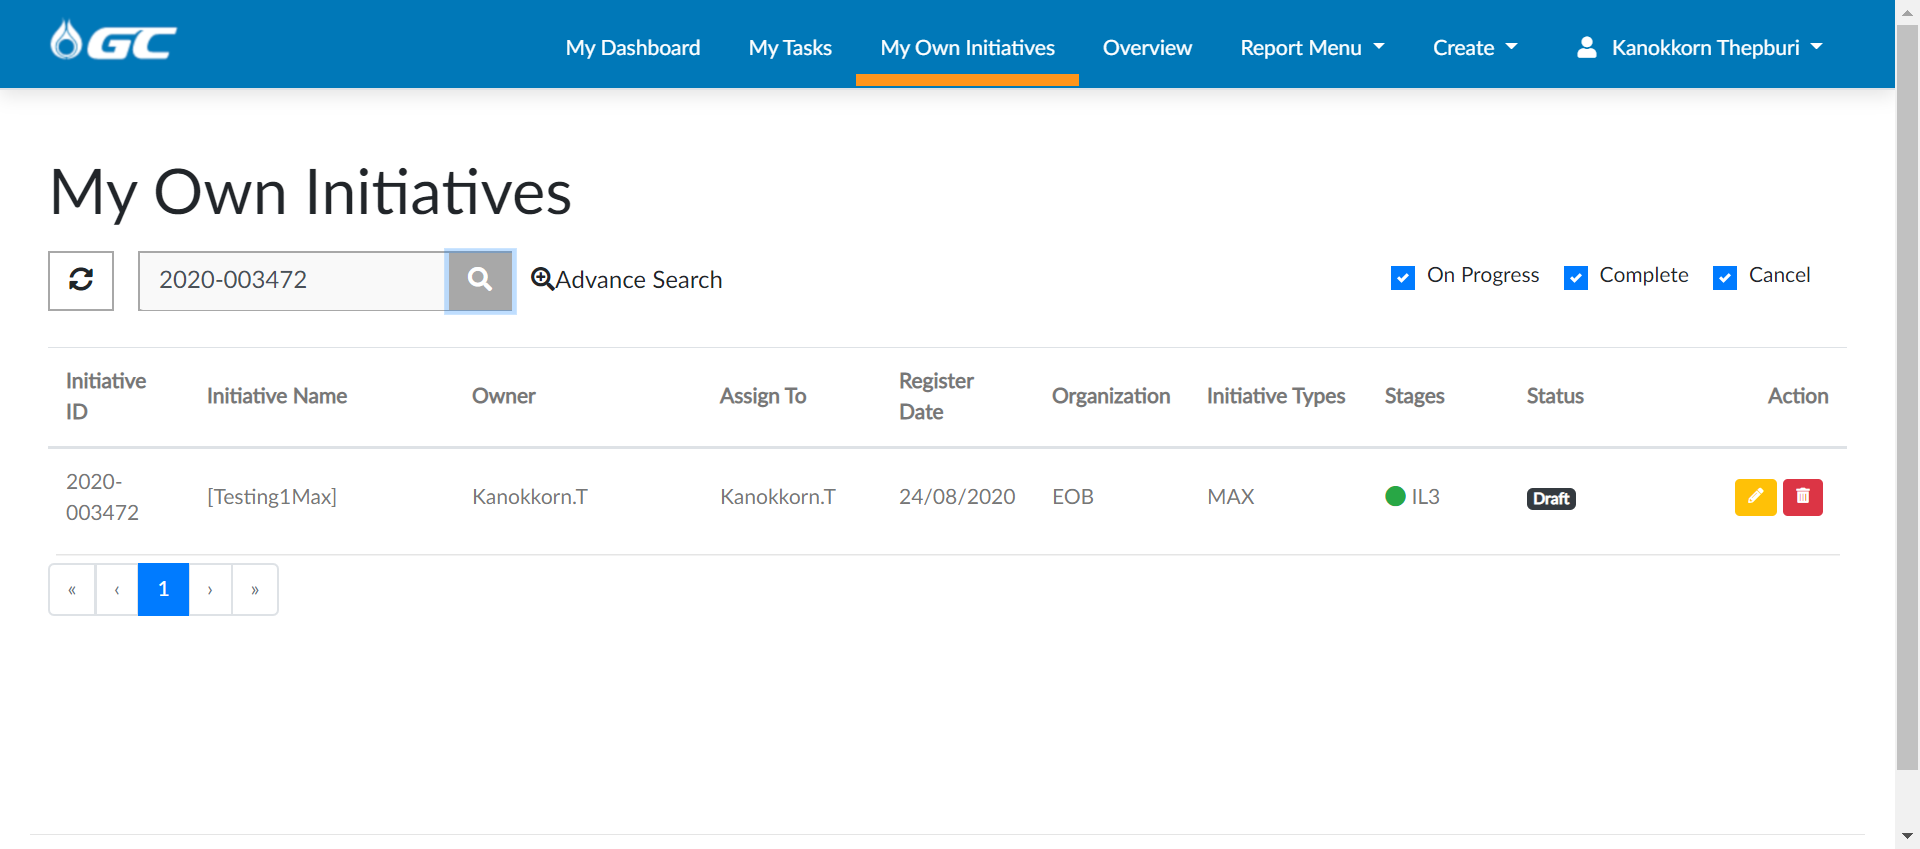 GC
My Dashboard My Tasks My Own Initiatives Overview Report Menu Create Kanokkorn Thepburi
My Own Initiatives
2020-003472 Advance Search On Progress Complete Cancel
Initiative ID Initiative Name Owner Assign To Register Date Organization Initiative Types Stages Status Action
2020-003472 [Testing1Max] Kanokkorn.T Kanokkorn.T 24/08/2020 EOB MAX IL3 Draft
« ‹ 1 › »